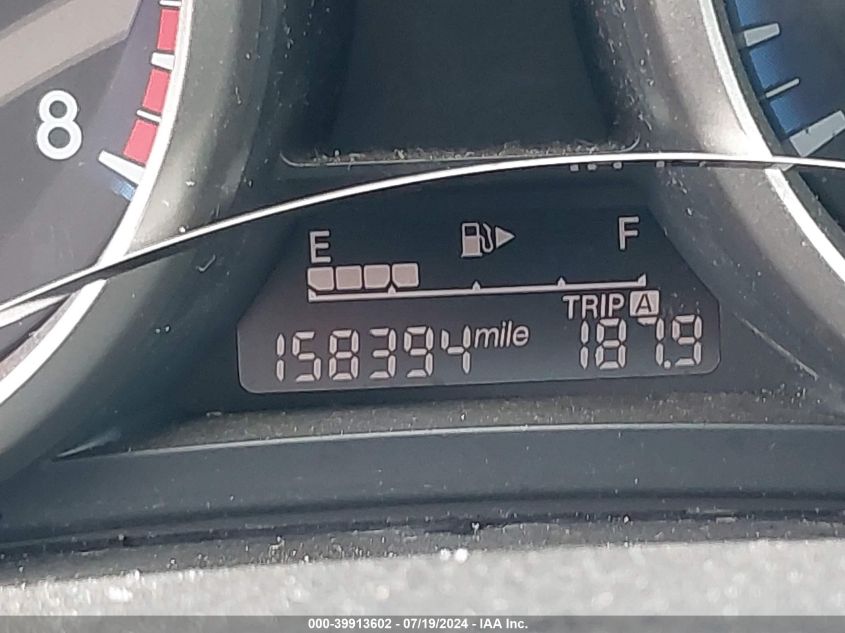 8
E F
TRIP A
158394 mile 187.9
000-39913602 - 07/19/2024 - IAA Inc.